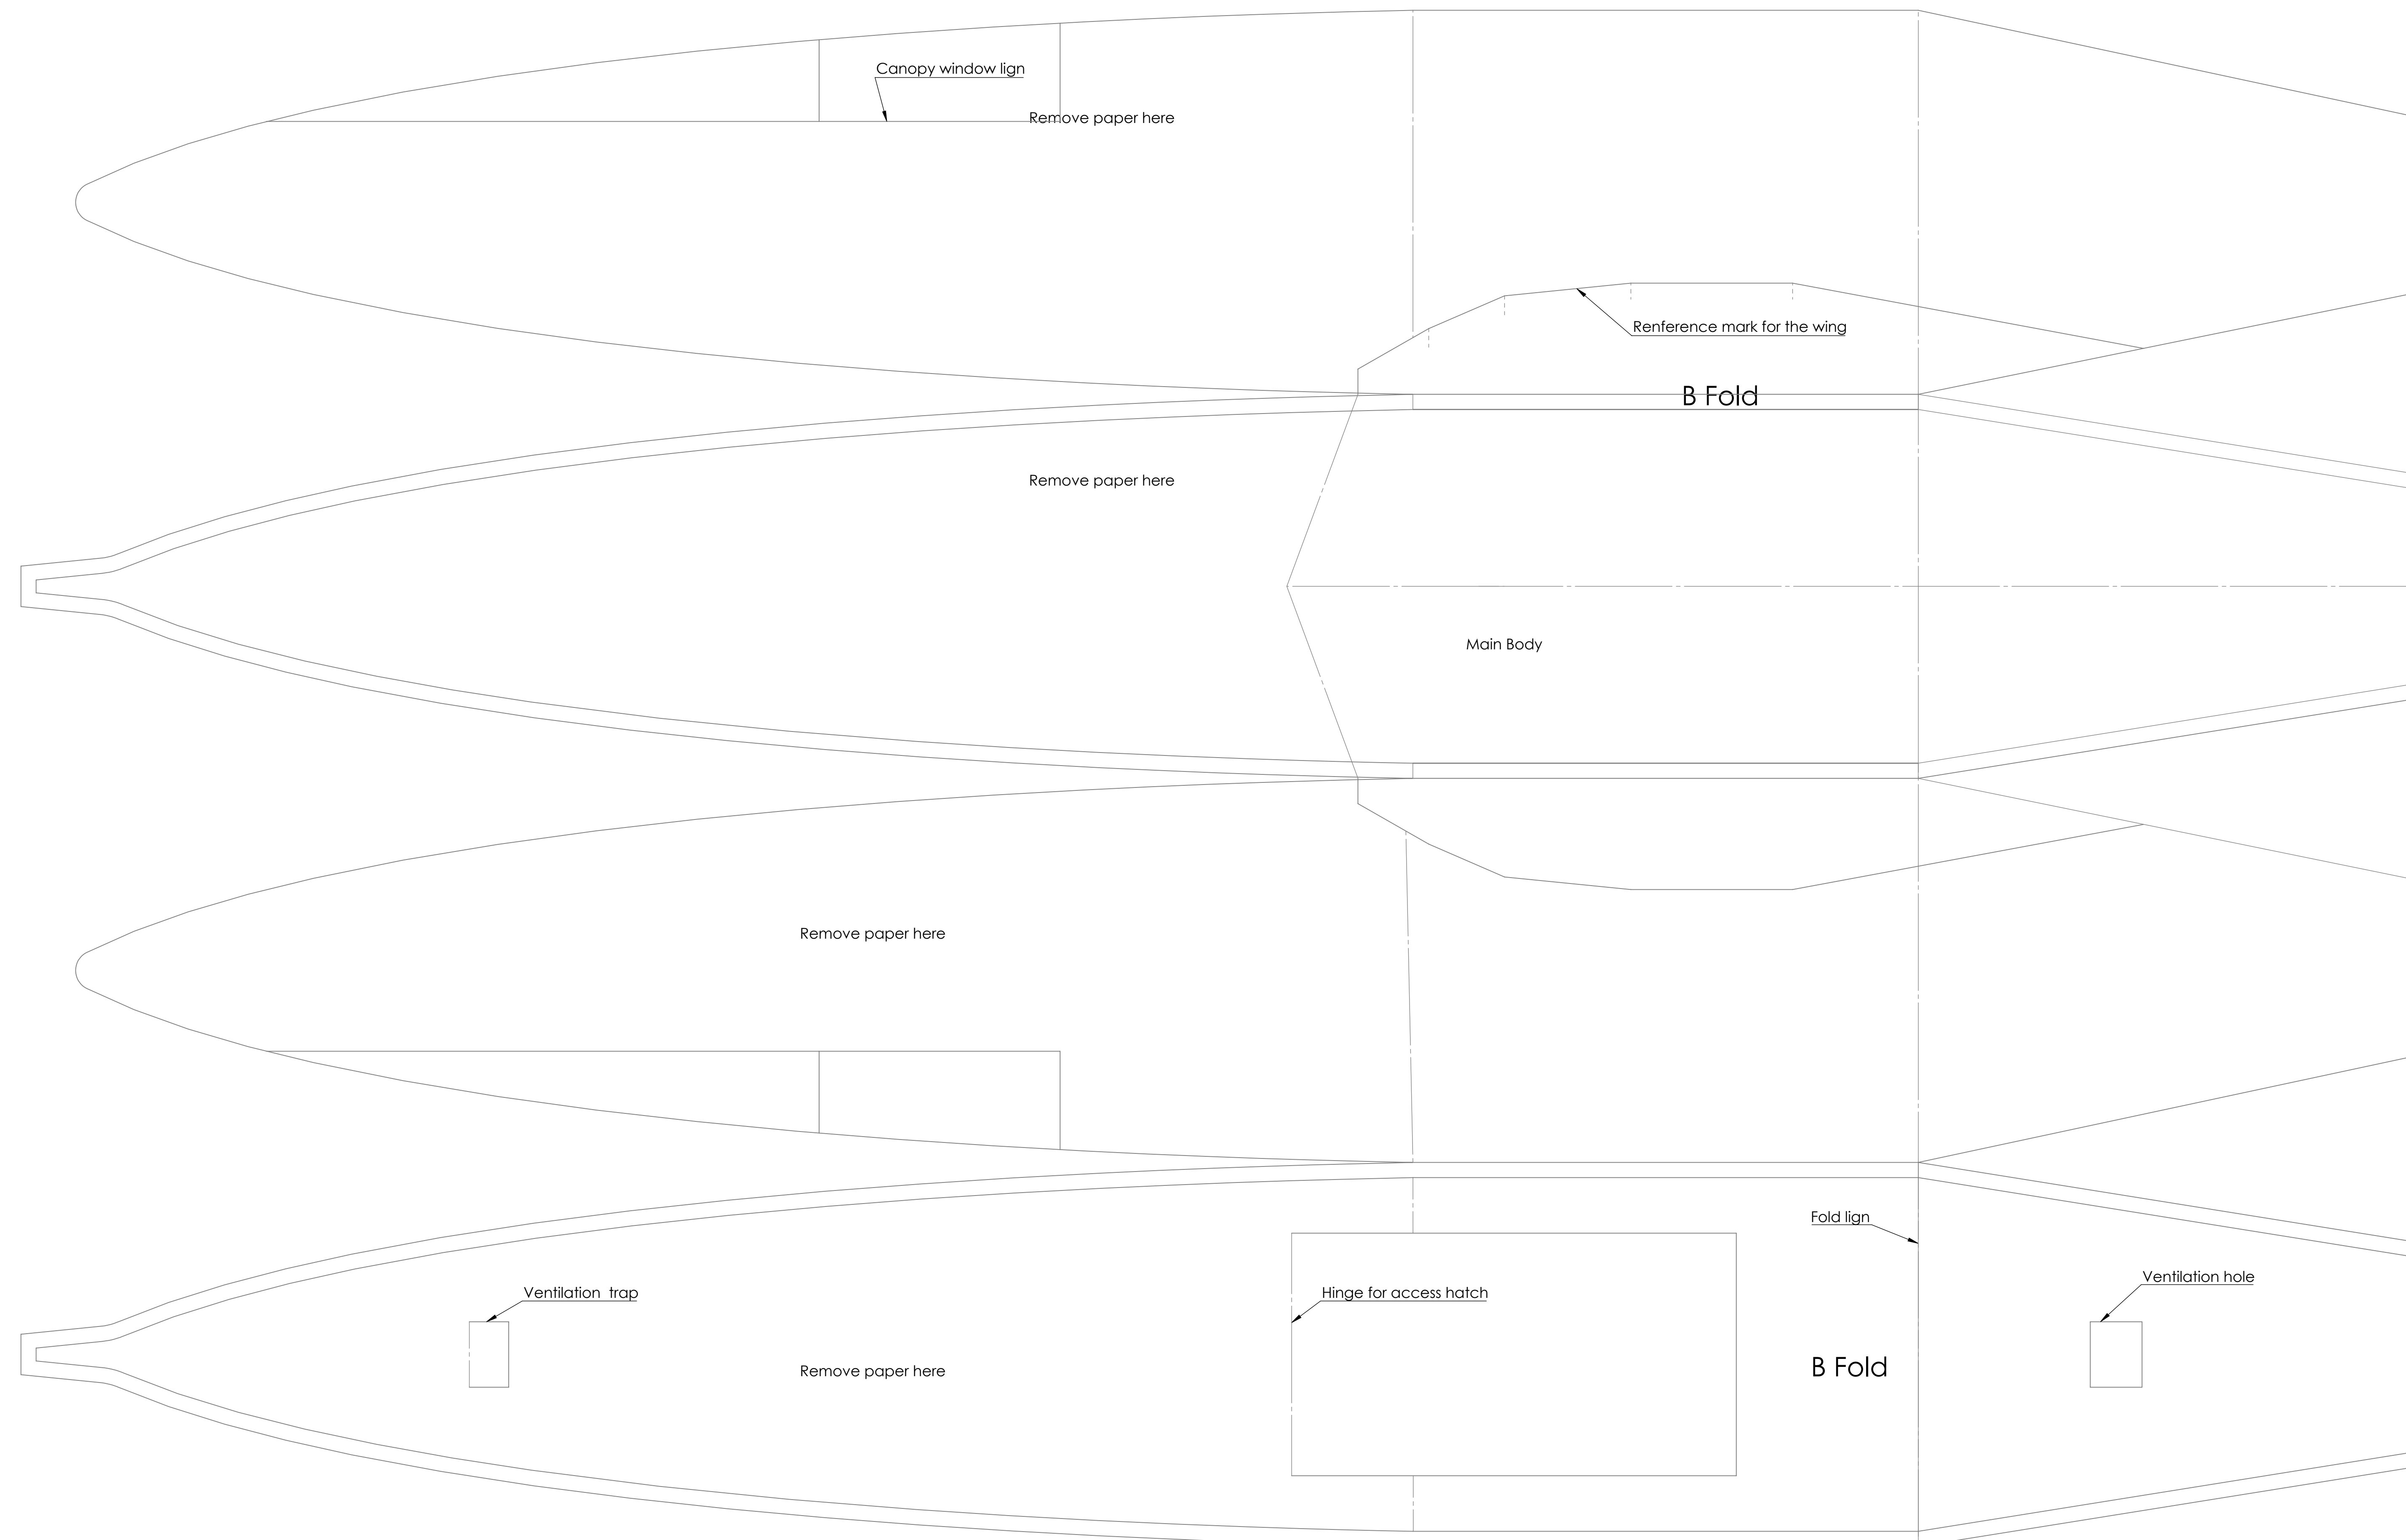 Canopy window lign
Remove paper here
Renference mark for the wing
B Fold
Remove paper here
Main Body
Remove paper here
Fold lign
Ventilation hole
Ventilation  trap
Hinge for access hatch
B Fold
Remove paper here